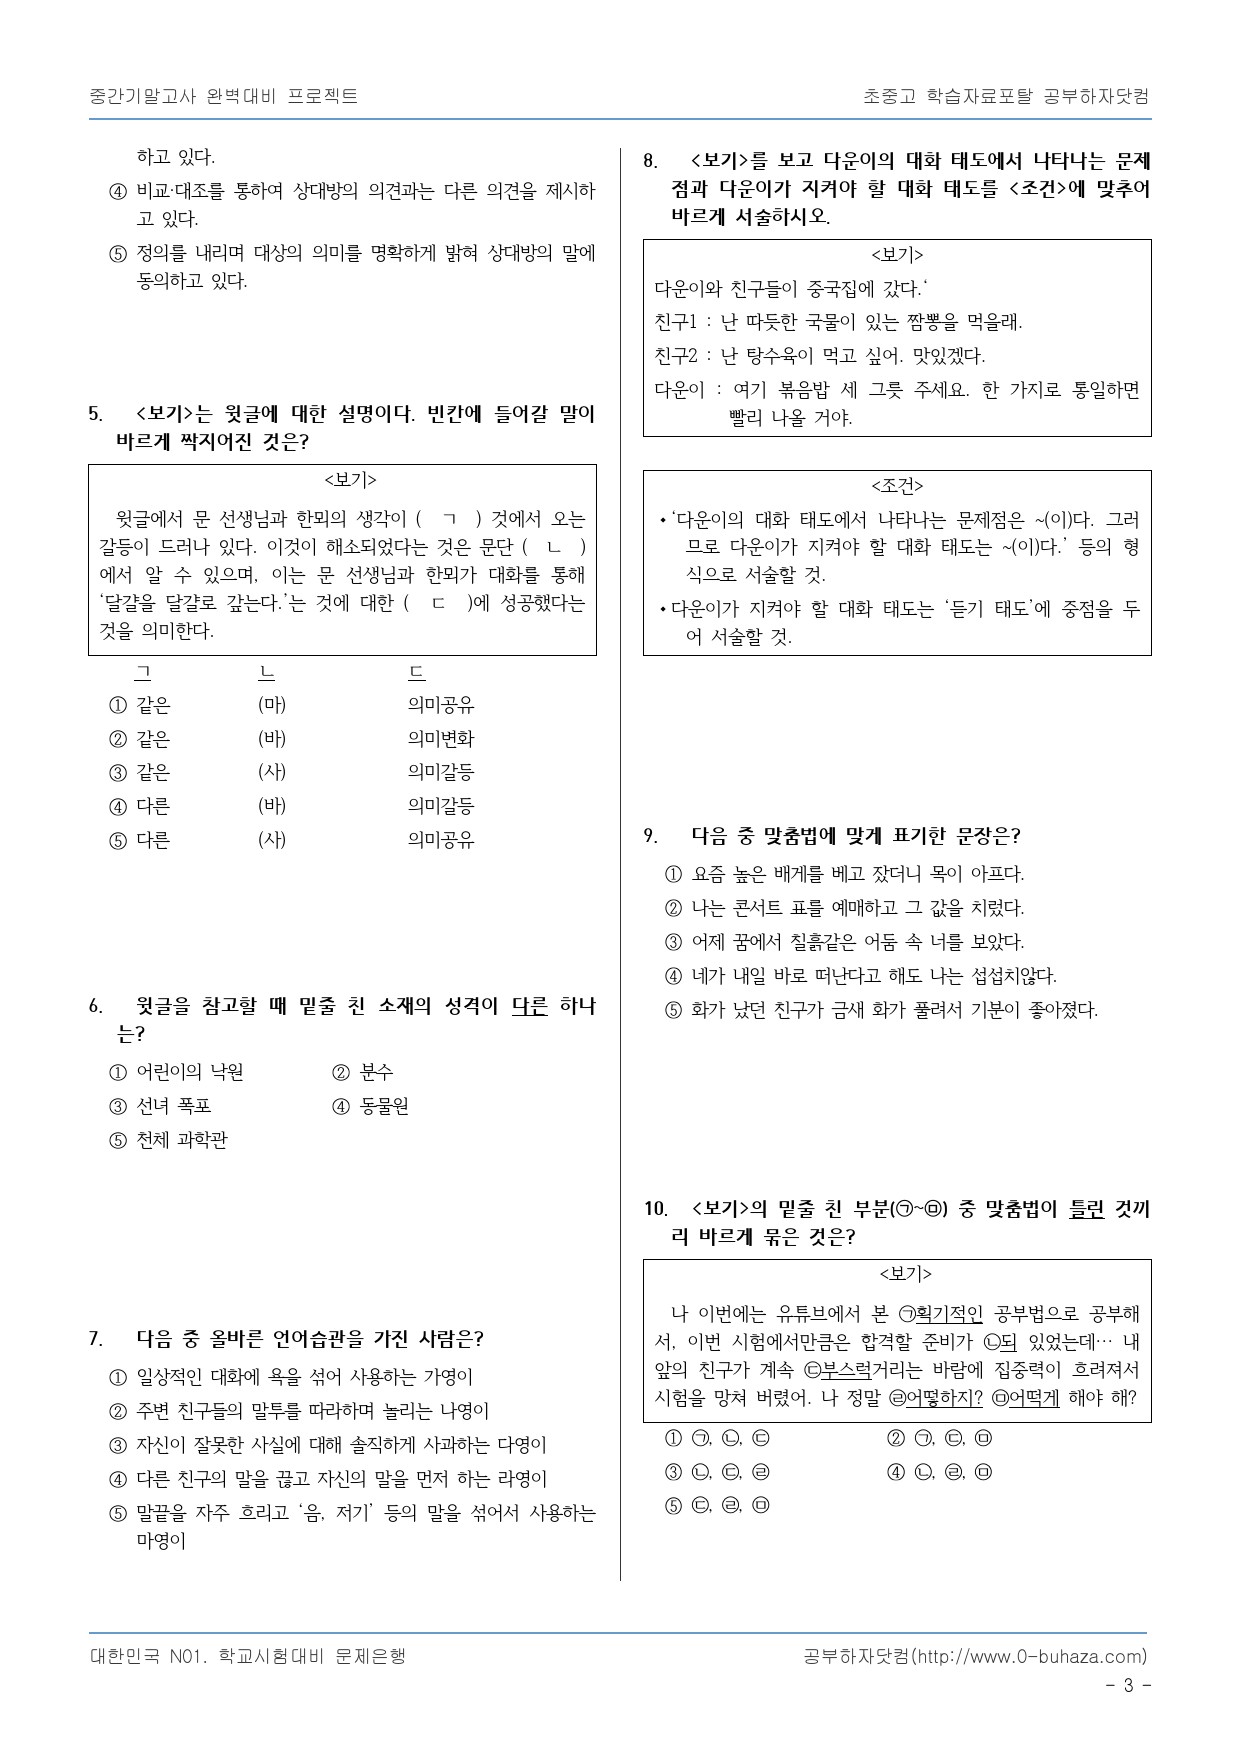 중간기말고사 완벽대비 프로젝트
초중고 학습자료포탈 공부하자닷컴
하고 있다.
④ 비교·대조를 통하여 상대방의 의견과는 다른 의견을 제시하
고 있다.
⑤ 정의를 내리며 대상의 의미를 명확하게 밝혀 상대방의 말에
동의하고 있다.
5. <보기>는 윗글에 대한 설명이다. 빈칸에 들어갈 말이
바르게 짝지어진 것은?
<보기>
윗글에서 문 선생님과 한뫼의 생각이 ( ㄱ ) 것에서 오는
갈등이 드러나 있다. 이것이 해소되었다는 것은 문단 ( ㄴ )
에서 알 수 있으며, 이는 문 선생님과 한뫼가 대화를 통해
‘달걀을 달걀로 갚는다.’는 것에 대한 ( ㄷ )에 성공했다는
것을 의미한다.
ㄱ ㄴ ㄷ
① 같은 (마) 의미공유
② 같은 (바) 의미변화
③ 같은 (사) 의미갈등
④ 다른 (바) 의미갈등
⑤ 다른 (사) 의미공유
6. 윗글을 참고할 때 밑줄 친 소재의 성격이 다른 하나
는?
① 어린이의 낙원 ② 분수
③ 선녀 폭포 ④ 동물원
⑤ 천체 과학관
7. 다음 중 올바른 언어습관을 가진 사람은?
① 일상적인 대화에 욕을 섞어 사용하는 가영이
② 주변 친구들의 말투를 따라하며 놀리는 나영이
③ 자신이 잘못한 사실에 대해 솔직하게 사과하는 다영이
④ 다른 친구의 말을 끊고 자신의 말을 먼저 하는 라영이
⑤ 말끝을 자주 흐리고 ‘음, 저기’ 등의 말을 섞어서 사용하는
마영이
8. <보기>를 보고 다운이의 대화 태도에서 나타나는 문제
점과 다운이가 지켜야 할 대화 태도를 <조건>에 맞추어
바르게 서술하시오.
<보기>
다운이와 친구들이 중국집에 갔다.‘
친구1 : 난 따듯한 국물이 있는 짬뽕을 먹을래.
친구2 : 난 탕수육이 먹고 싶어. 맛있겠다.
다운이 : 여기 볶음밥 세 그릇 주세요. 한 가지로 통일하면
빨리 나올 거야.
<조건>
• ‘다운이의 대화 태도에서 나타나는 문제점은 ~(이)다. 그러
므로 다운이가 지켜야 할 대화 태도는 ~(이)다.’ 등의 형
식으로 서술할 것.
• 다운이가 지켜야 할 대화 태도는 ‘듣기 태도’에 중점을 두
어 서술할 것.
9. 다음 중 맞춤법에 맞게 표기한 문장은?
① 요즘 높은 배게를 베고 잤더니 목이 아프다.
② 나는 콘서트 표를 예매하고 그 값을 치렀다.
③ 어제 꿈에서 칠흙같은 어둠 속 너를 보았다.
④ 네가 내일 바로 떠난다고 해도 나는 섭섭치않다.
⑤ 화가 났던 친구가 금새 화가 풀려서 기분이 좋아졌다.
10. <보기>의 밑줄 친 부분(㉠~㉤) 중 맞춤법이 틀린 것끼
리 바르게 묶은 것은?
<보기>
나 이번에는 유튜브에서 본 ㉠획기적인 공부법으로 공부해
서, 이번 시험에서만큼은 합격할 준비가 ㉡되 있었는데… 내
앞의 친구가 계속 ㉢부스럭거리는 바람에 집중력이 흐려져서
시험을 망쳐 버렸어. 나 정말 ㉣어떻하지? ㉤어떡게 해야 해?
① ㉠, ㉡, ㉢ ② ㉠, ㉢, ㉤
③ ㉡, ㉢, ㉣ ④ ㉡, ㉣, ㉤
⑤ ㉢, ㉣, ㉤
대한민국 N01. 학교시험대비 문제은행
공부하자닷컴(http://www.0-buhaza.com)
- 3 -